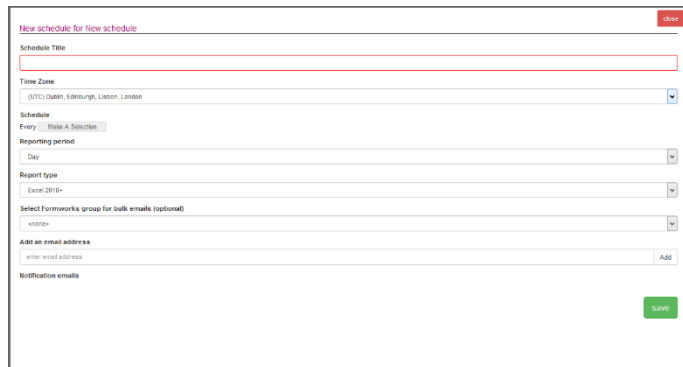 close
New schedule for New schedule
Schedule Title
Time Zone
(UTC) Dublin, Edinburgh, Lisbon, London
Schedule
Every Make A Selection
Reporting period
Day
Report type
Excel 2010+
Select Formworks group for bulk emails (optional)
<none>
Add an email address
enter email address Add
Notification emails
save